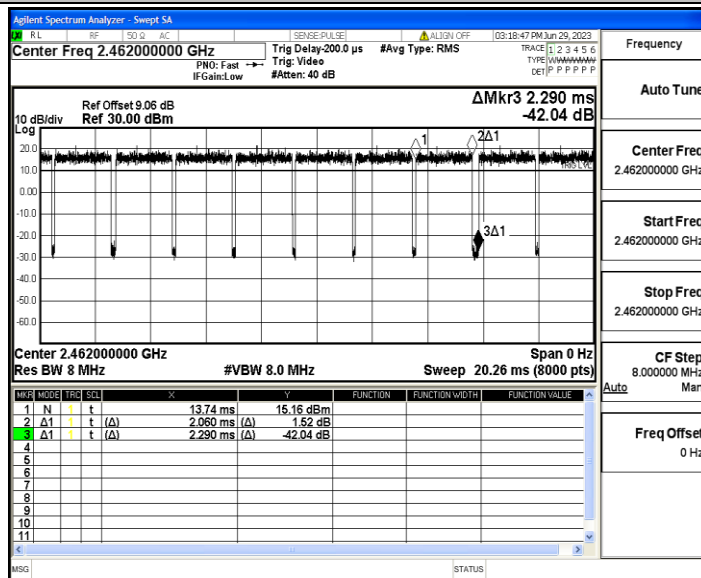 Agilent Spectrum Analyzer - Swept SA
RL RF 50 Ω AC SENSE:PULSE ALIGN OFF 03:18:47 PM Jun 29, 2023
Center Freq 2.462000000 GHz
PNO: Fast
IFGain:Low
Trig Delay-200.0 µs
Trig: Video
#Atten: 40 dB
#Avg Type: RMS
TRACE 1 2 3 4 5 6
TYPE
DET P P P P P P
Frequency
Auto Tune
ΔMkr3 2.290 ms
-42.04 dB
Ref Offset 9.06 dB
10 dB/div Ref 30.00 dBm
Log
20.0
10.0
0.00
-10.0
-20.0
-30.0
-40.0
-50.0
-60.0
1
2Δ1
TRIG LVL
3Δ1
Center 2.462000000 GHz Span 0 Hz
Res BW 8 MHz #VBW 8.0 MHz Sweep 20.26 ms (8000 pts)
Center Freq
2.462000000 GHz
Start Freq
2.462000000 GHz
Stop Freq
2.462000000 GHz
CF Step
8.000000 MHz
Auto Man
Freq Offset
0 Hz
MKR MODE TRC SCL X Y FUNCTION FUNCTION WIDTH FUNCTION VALUE
1 N t 13.74 ms 15.16 dBm
2 Δ1 t (Δ) 2.060 ms (Δ) 1.52 dB
3 Δ1 t (Δ) 2.290 ms (Δ) -42.04 dB
4
5
6
7
8
9
10
11
MSG STATUS